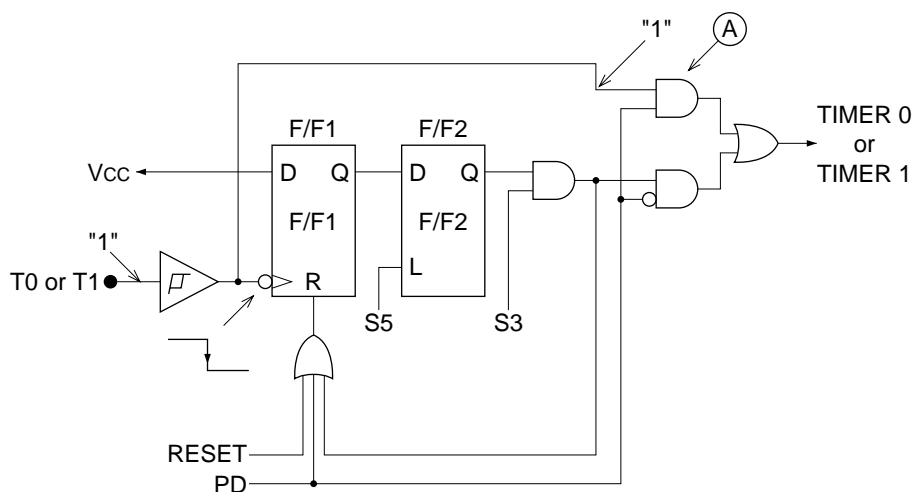 "1"
A
F/F1
F/F2
TIMER 0
or
TIMER 1
VCC
D
Q
D
Q
F/F1
F/F2
"1"
T0 or T1
R
L
S5
S3
RESET
PD